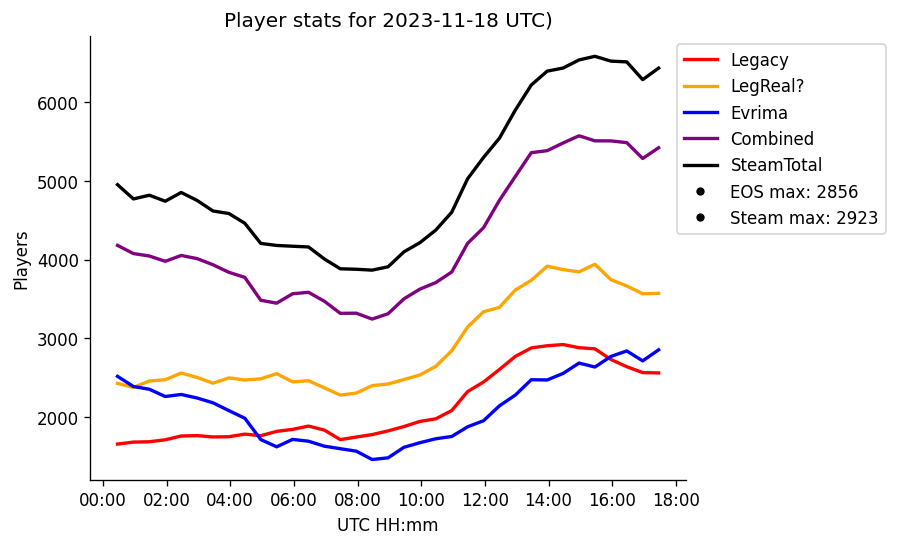 Player stats for 2023-11-18 UTC)
Legacy
LegReal?
Evrima
Combined
SteamTotal
EOS max: 2856
Steam max: 2923
Players
6000
5000
4000
3000
2000
00:00 02:00 04:00 06:00 08:00 10:00 12:00 14:00 16:00 18:00
UTC HH:mm